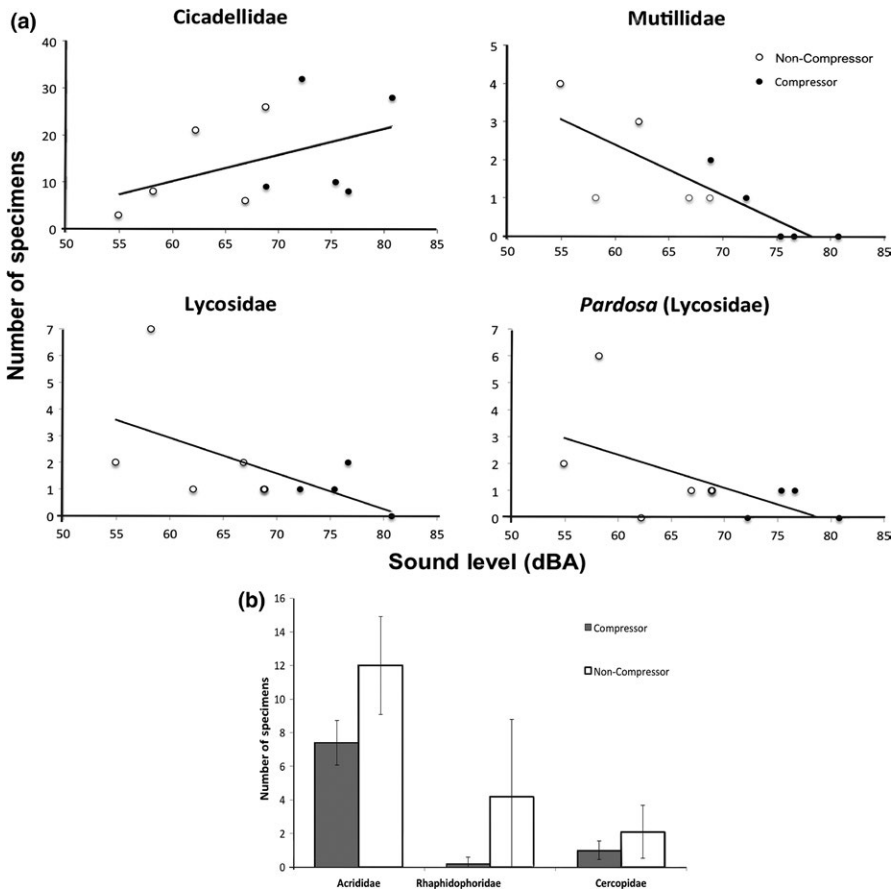 (a)
Cicadellidae
Mutillidae
Non-Compressor
Compressor
40
30
20
10
0
50 55 60 65 70 75 80 85
5
4
3
2
1
0
50 55 60 65 70 75 80 85
Number of specimens
Lycosidae
Pardosa (Lycosidae)
7
6
5
4
3
2
1
0
50 55 60 65 70 75 80 85
7
6
5
4
3
2
1
0
50 55 60 65 70 75 80 85
Sound level (dBA)
(b)
Number of specimens
16
14
12
10
8
6
4
2
0
Compressor
Non-Compressor
Acrididae Rhaphidophoridae Cercopidae